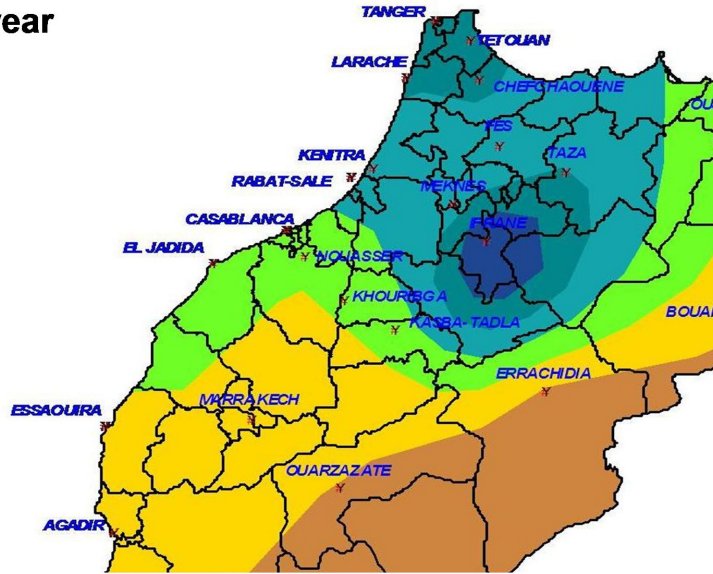 year
TANGER
TETOUAN
LARACHE
CHEFCHAOUENE
FES
TAZA
KENITRA
RABAT-SALE
MEKNES
CASABLANCA
IFRANE
EL JADIDA
NOUASSER
KHOURIBGA
BOUA
KASBA-TADLA
ERRACHIDIA
MARRAKECH
ESSAOUIRA
OUARZAZATE
AGADIR